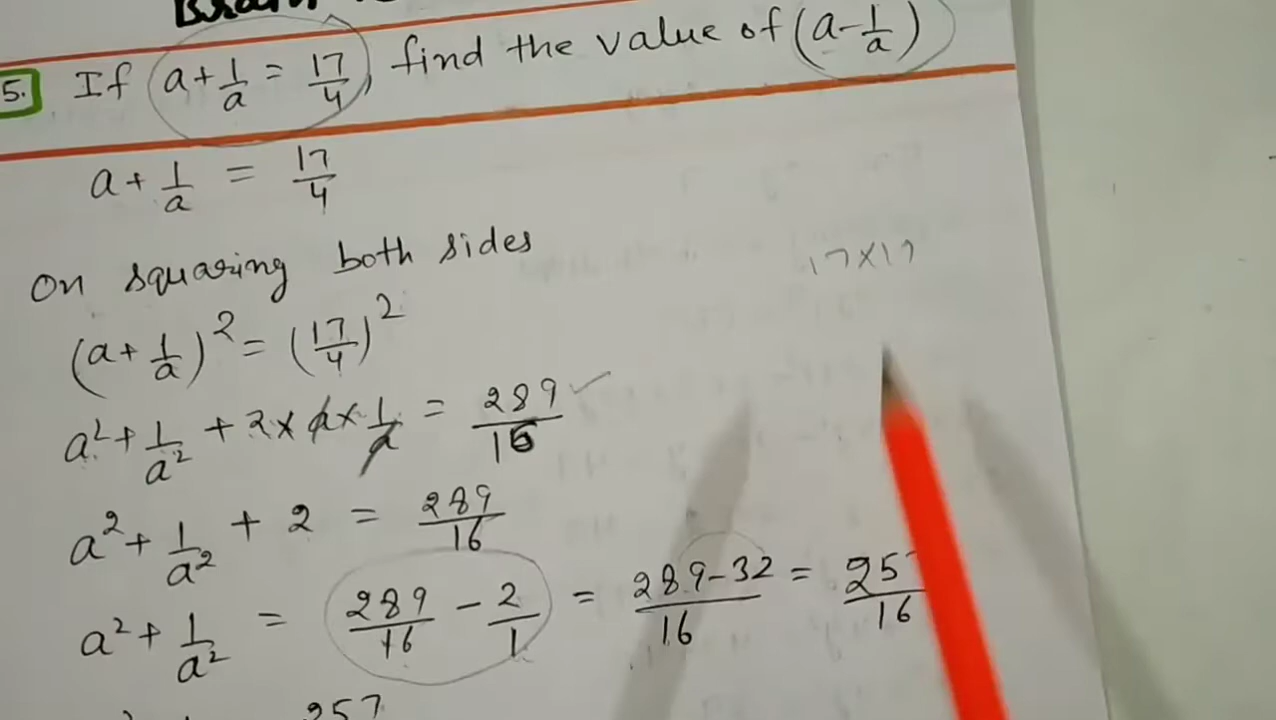 5. If (a + 1/a = 17/4), find the value of (a - 1/a)
a + 1/a = 17/4
On squaring both sides
17×17
(a + 1/a)² = (17/4)²
a² + 1/a² + 2 × a × 1/a = 289/16 ✓
a² + 1/a² + 2 = 289/16
a² + 1/a² = 289/16 - 2/1 = 289-32/16 = 25/16
257